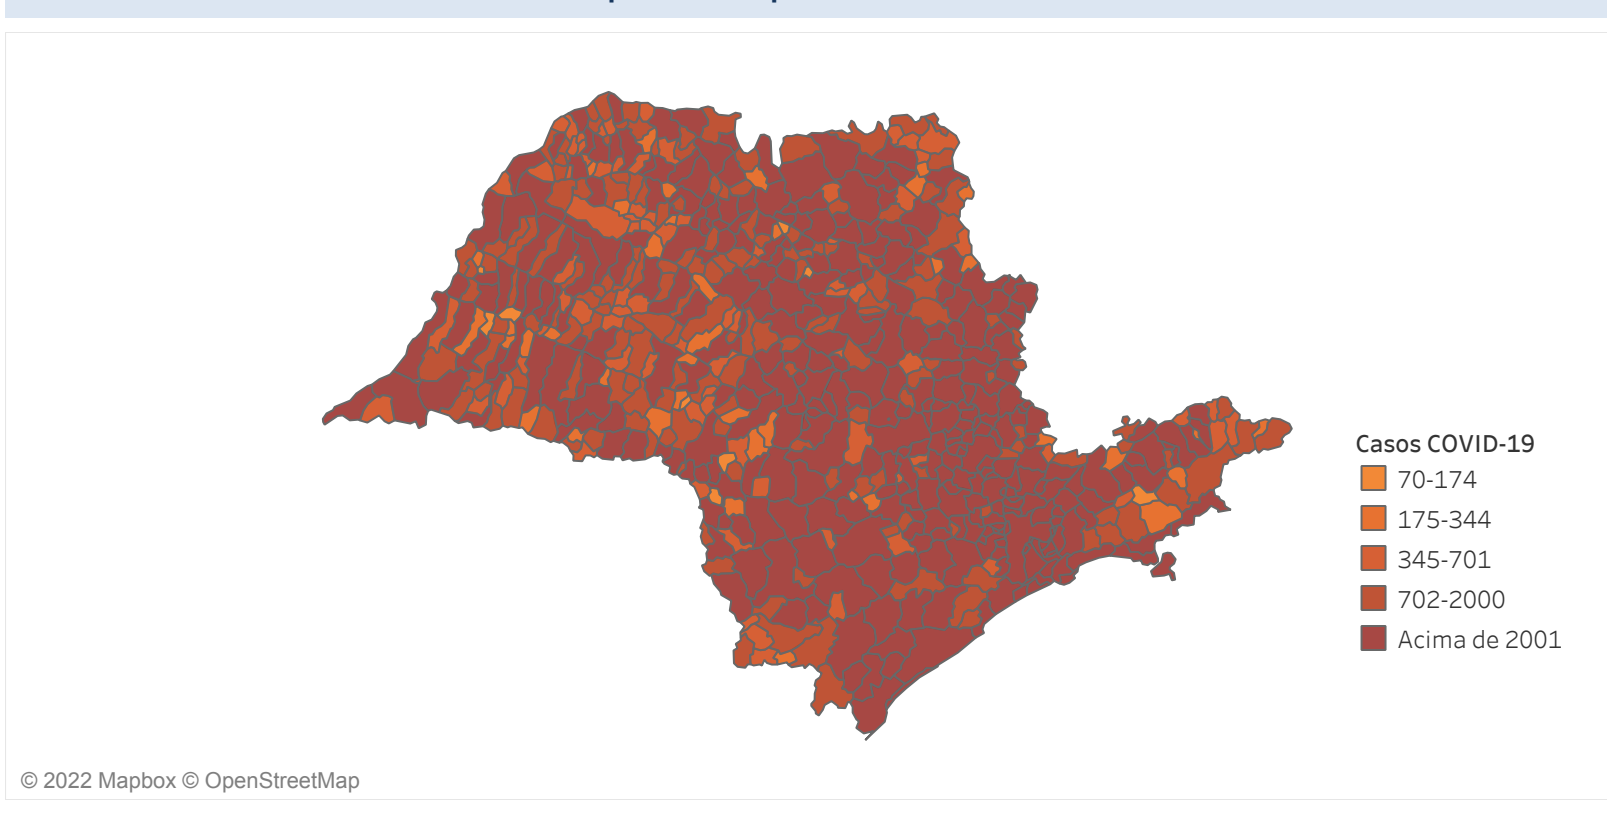 Casos COVID-19
70-174
175-344
345-701
702-2000
Acima de 2001
© 2022 Mapbox © OpenStreetMap